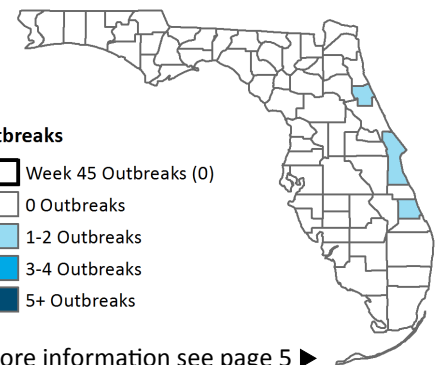 tbreaks
Week 45 Outbreaks (0)
0 Outbreaks
1-2 Outbreaks
3-4 Outbreaks
5+ Outbreaks
ore information see page 5 ►